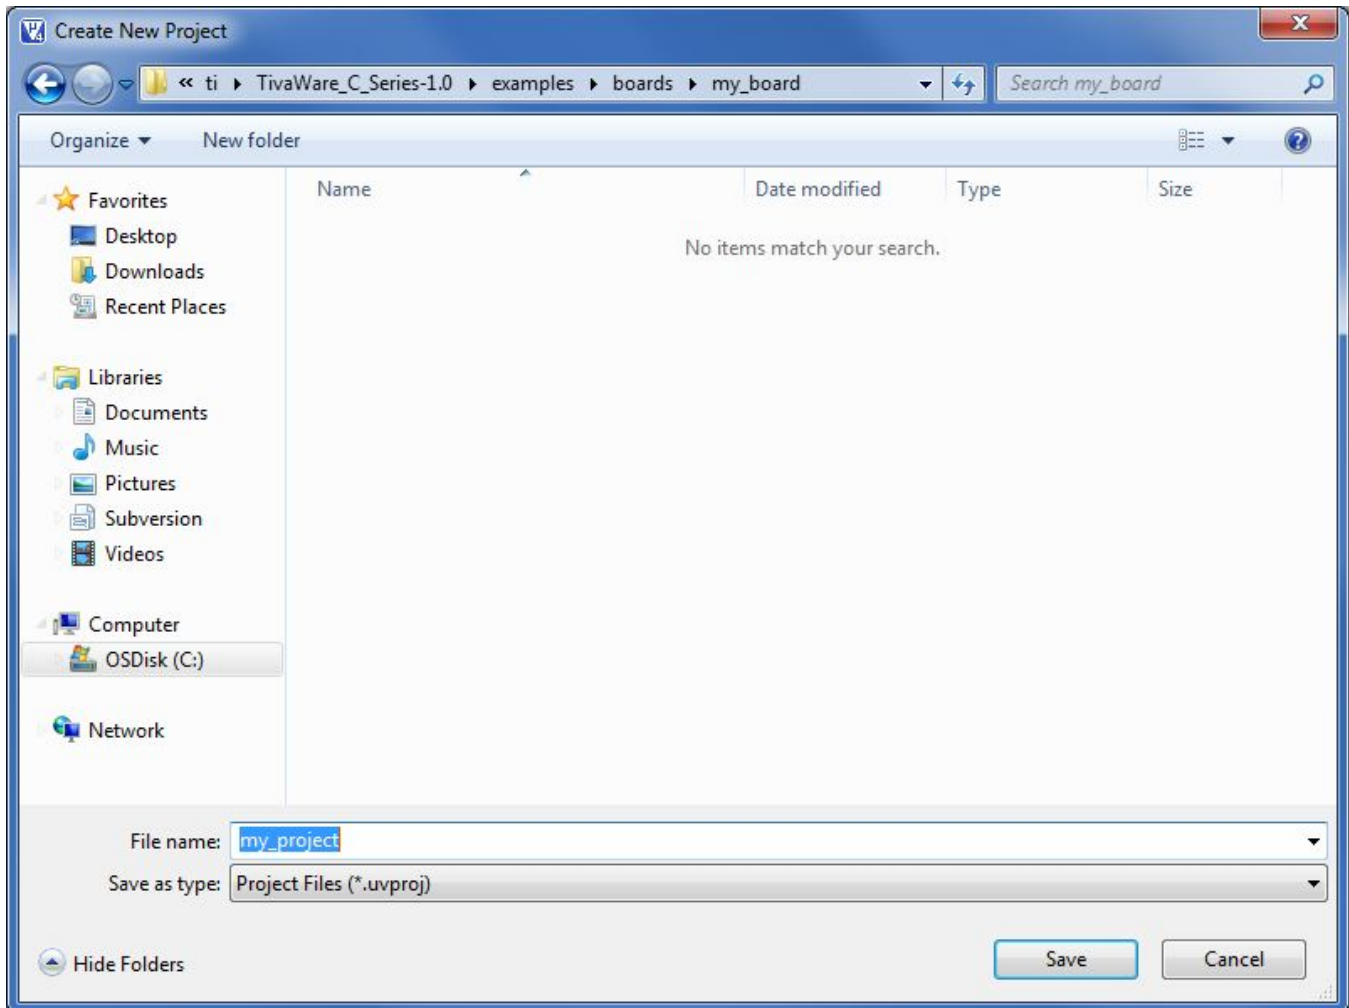 Create New Project
« ti ▸ TivaWare_C_Series-1.0 ▸ examples ▸ boards ▸ my_board
Search my_board
Organize
New folder
Name
Date modified
Type
Size
No items match your search.
Favorites
Desktop
Downloads
Recent Places
Libraries
Documents
Music
Pictures
Subversion
Videos
Computer
OSDisk (C:)
Network
File name: my_project
Save as type: Project Files (*.uvproj)
Hide Folders
Save
Cancel